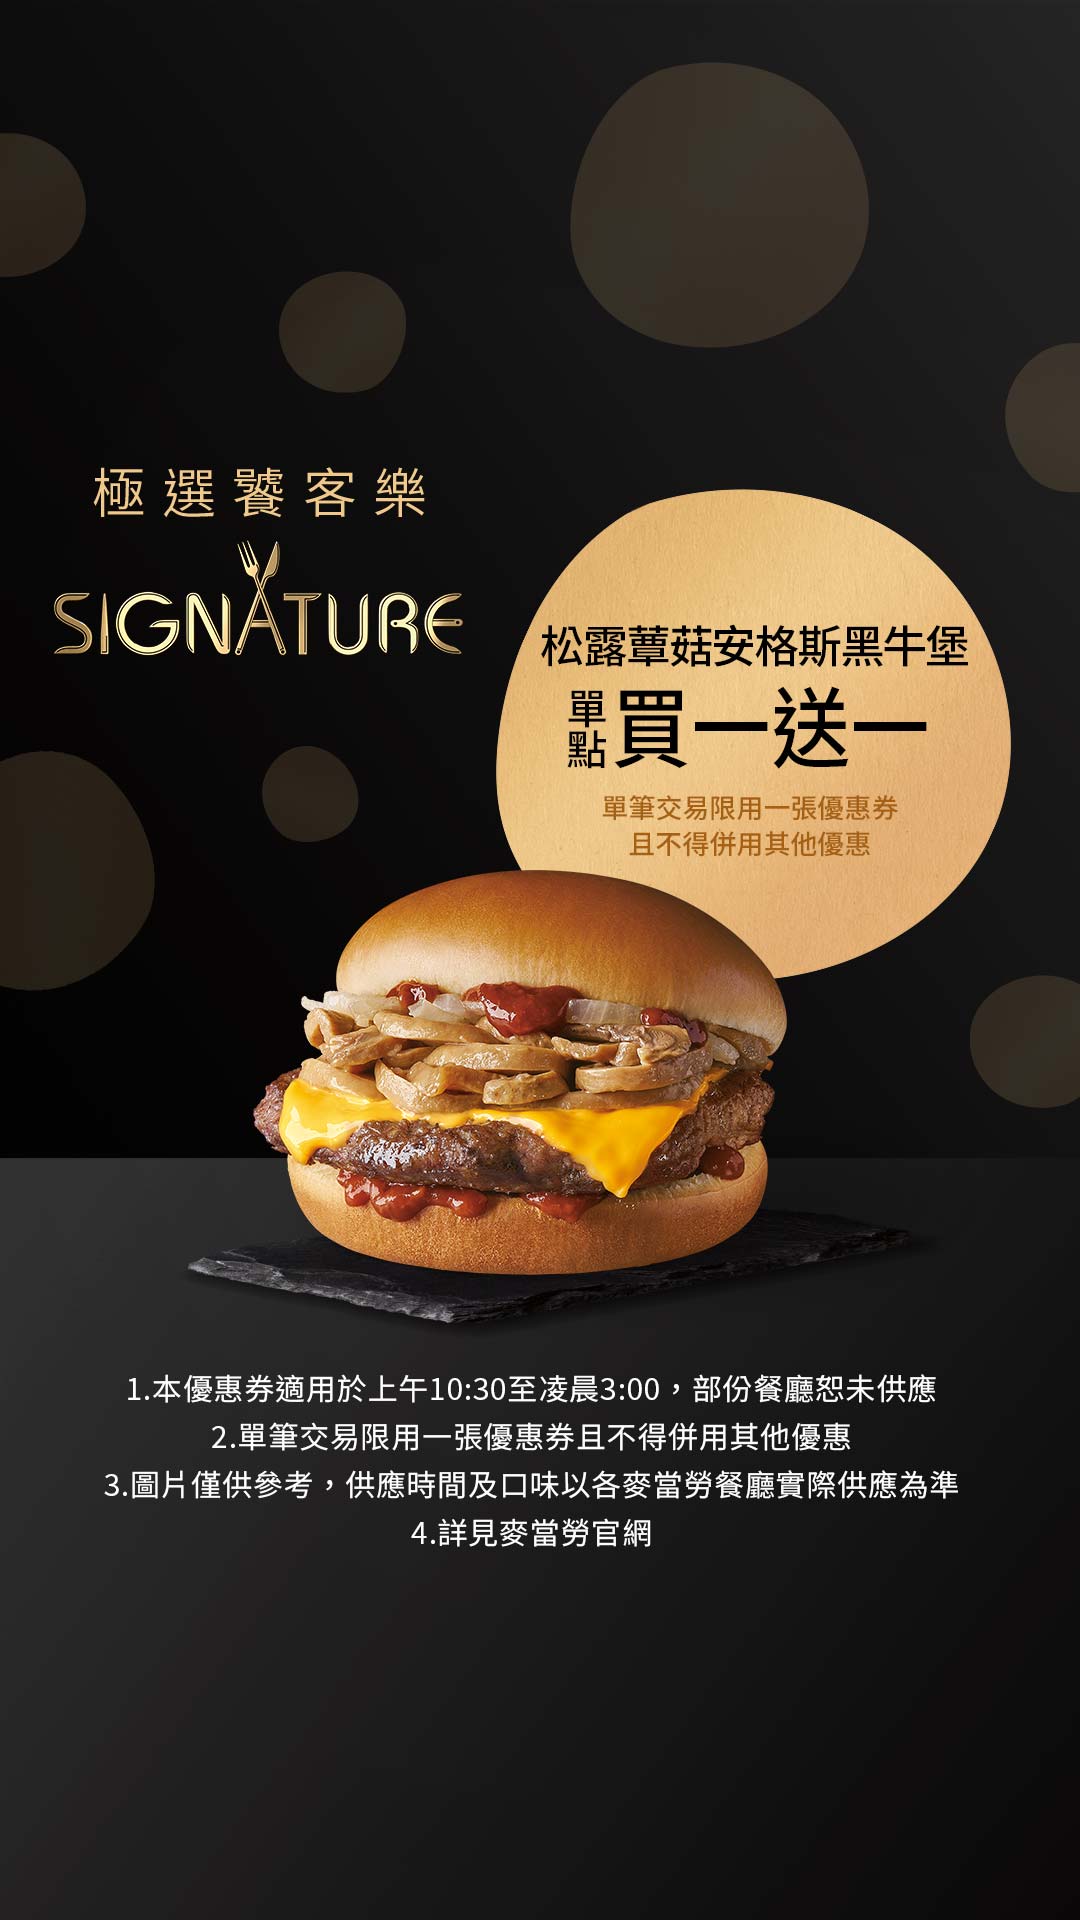 極選饕客樂
SIGNATURE
松露蕈菇安格斯黑牛堡
單點買一送一
單筆交易限用一張優惠券
且不得併用其他優惠
1.本優惠券適用於上午10:30至凌晨3:00，部份餐廳恕未供應
2.單筆交易限用一張優惠券且不得併用其他優惠
3.圖片僅供參考，供應時間及口味以各麥當勞餐廳實際供應為準
4.詳見麥當勞官網